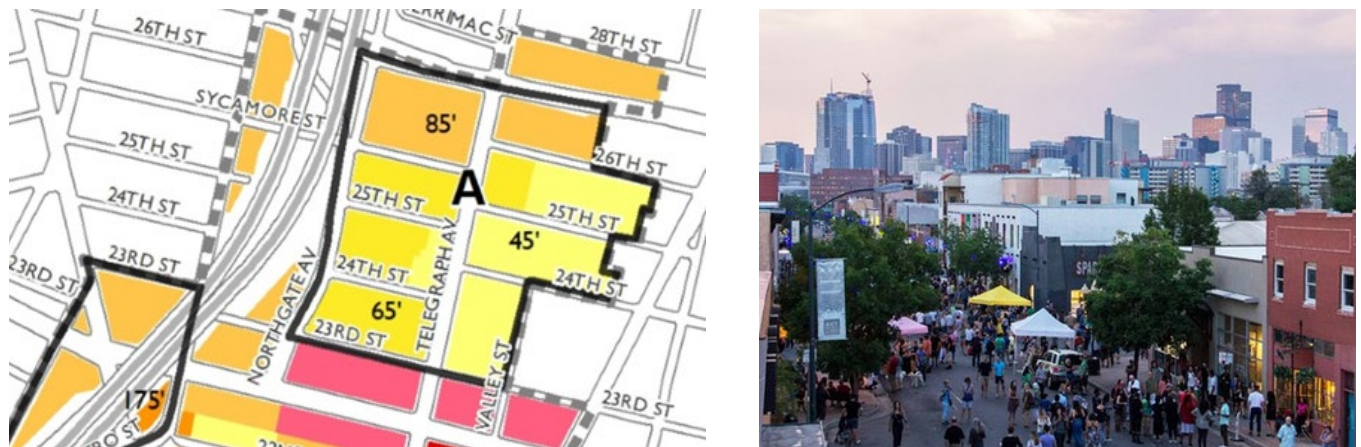 26TH ST
28TH ST
SYCAMORE ST
85'
25TH ST
26TH ST
A
24TH ST
25TH ST
25TH ST
45'
23RD ST
23RD ST
24TH ST
24TH ST
NORTHGATE AV
TELEGRAPH AV
65'
23RD ST
VALLEY ST
175'
23RD ST